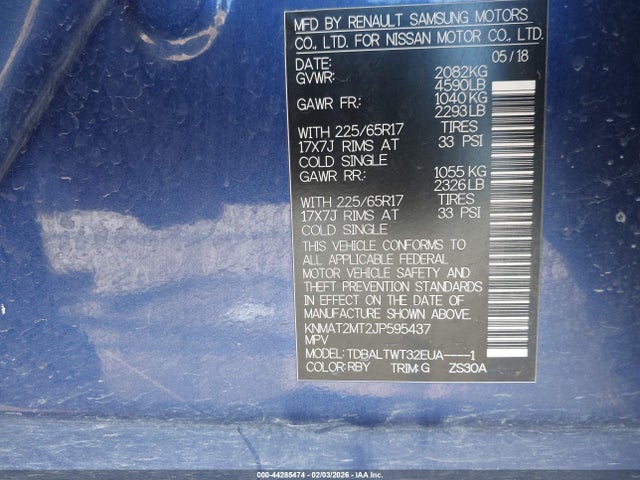 MFD BY RENAULT SAMSUNG MOTORS
CO., LTD. FOR NISSAN MOTOR CO., LTD.
DATE: 05/18
GVWR: 2082KG
4590LB
GAWR FR: 1040KG
2293LB
WITH 225/65R17 TIRES
17X7J RIMS AT 33 PSI
COLD SINGLE
GAWR RR: 1055KG
2326LB
WITH 225/65R17 TIRES
17X7J RIMS AT 33 PSI
COLD SINGLE
THIS VEHICLE CONFORMS TO
ALL APPLICABLE FEDERAL
MOTOR VEHICLE SAFETY AND
THEFT PREVENTION STANDARDS
IN EFFECT ON THE DATE OF
MANUFACTURE SHOWN ABOVE.
KNMAT2MT2JP595437
MPV
MODEL:TDBALTWT32EUA----1
COLOR:RBY TRIM:G ZS30A
000-44285474 - 02/03/2026 - IAA Inc.